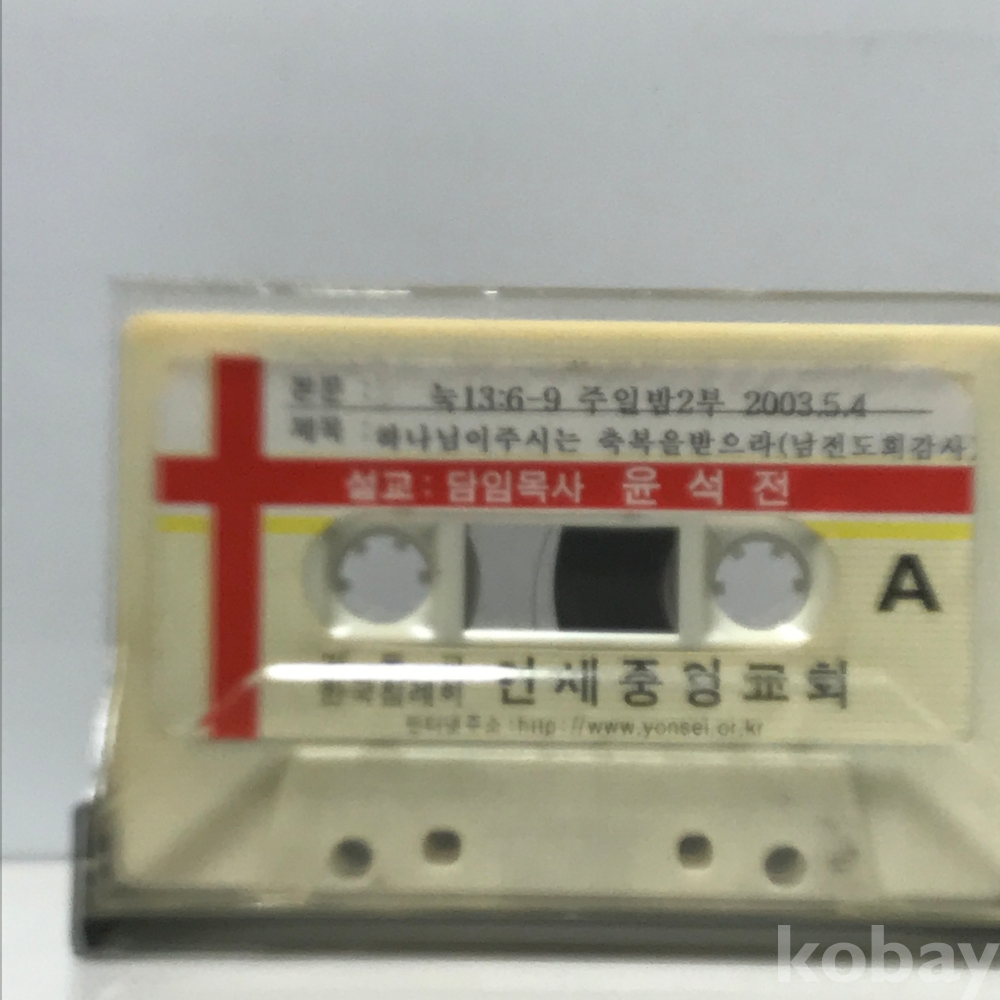 본문 : 눅13:6-9 주일밤2부 2003.5.4
제목 : 하나님이주시는 축복을받으라(남전도회감사)
설교 : 담임목사 윤 석 전
A
한국침례회 연세중앙교회
인터넷주소 : http : //www.yonsei.or.kr
kobay